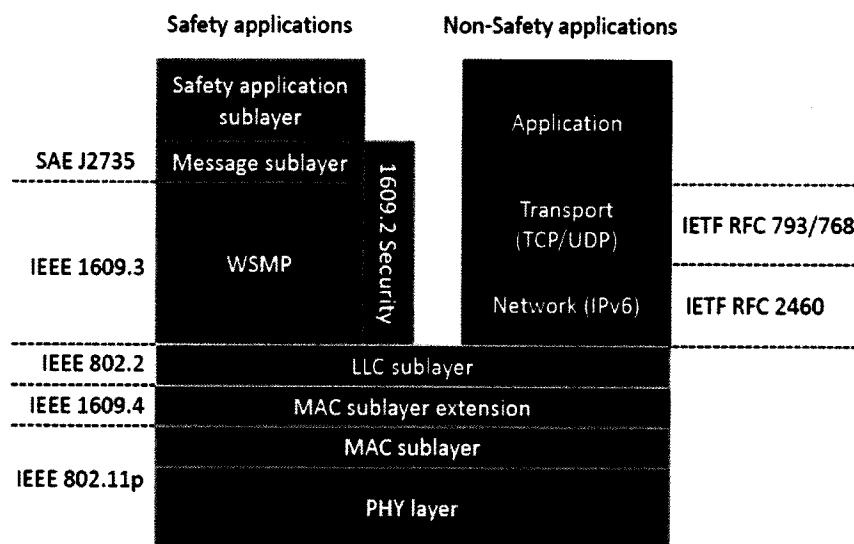 Safety applications
Non-Safety applications
Safety application
sublayer
Application
SAE J2735
Message sublayer
1609.2 Security
Transport
(TCP/UDP)
IETF RFC 793/768
IEEE 1609.3
WSMP
Network (IPv6)
IETF RFC 2460
IEEE 802.2
LLC sublayer
IEEE 1609.4
MAC sublayer extension
MAC sublayer
IEEE 802.11p
PHY layer